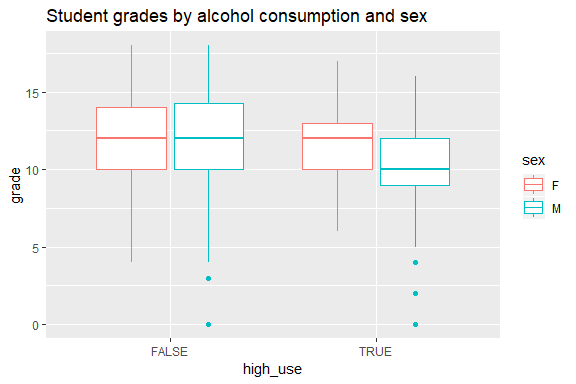 Student grades by alcohol consumption and sex
15
10
5
0
grade
FALSE
TRUE
high_use
sex
F
M